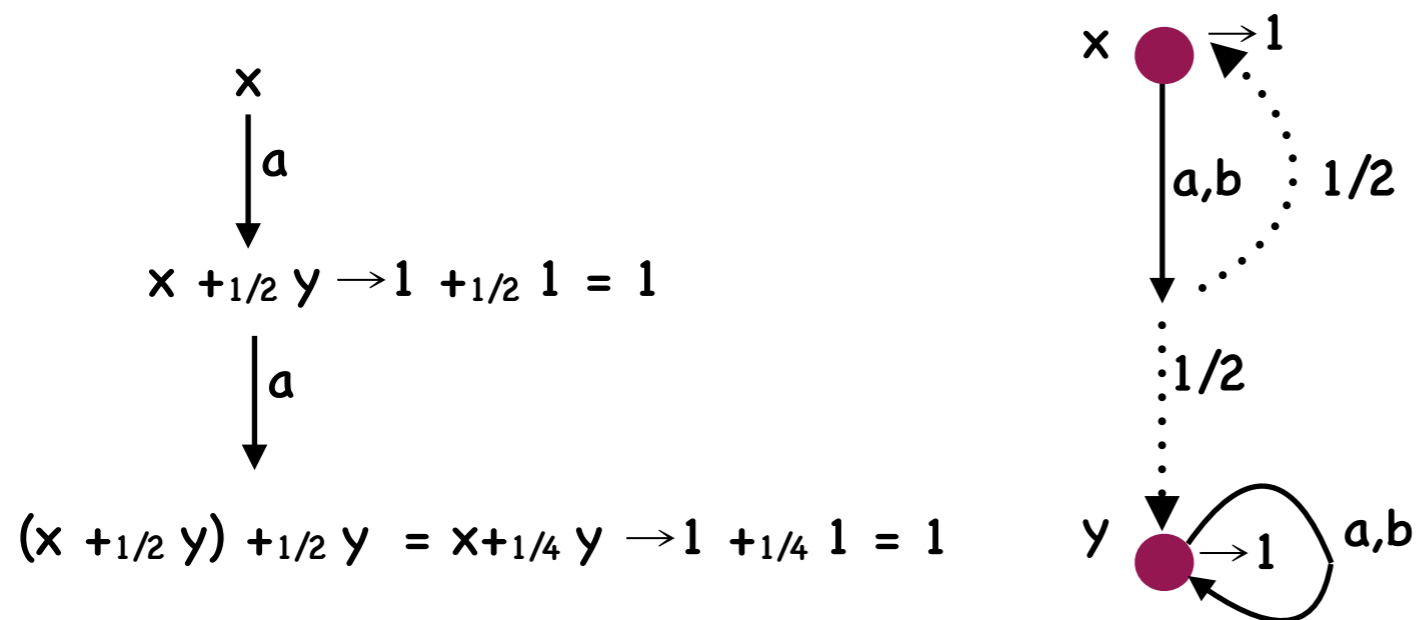 x
a
x +1/2 y →1 +1/2 1 = 1
a
(x +1/2 y) +1/2 y = x+1/4 y →1 +1/4 1 = 1
x →1
a,b 1/2
1/2
y →1 a,b